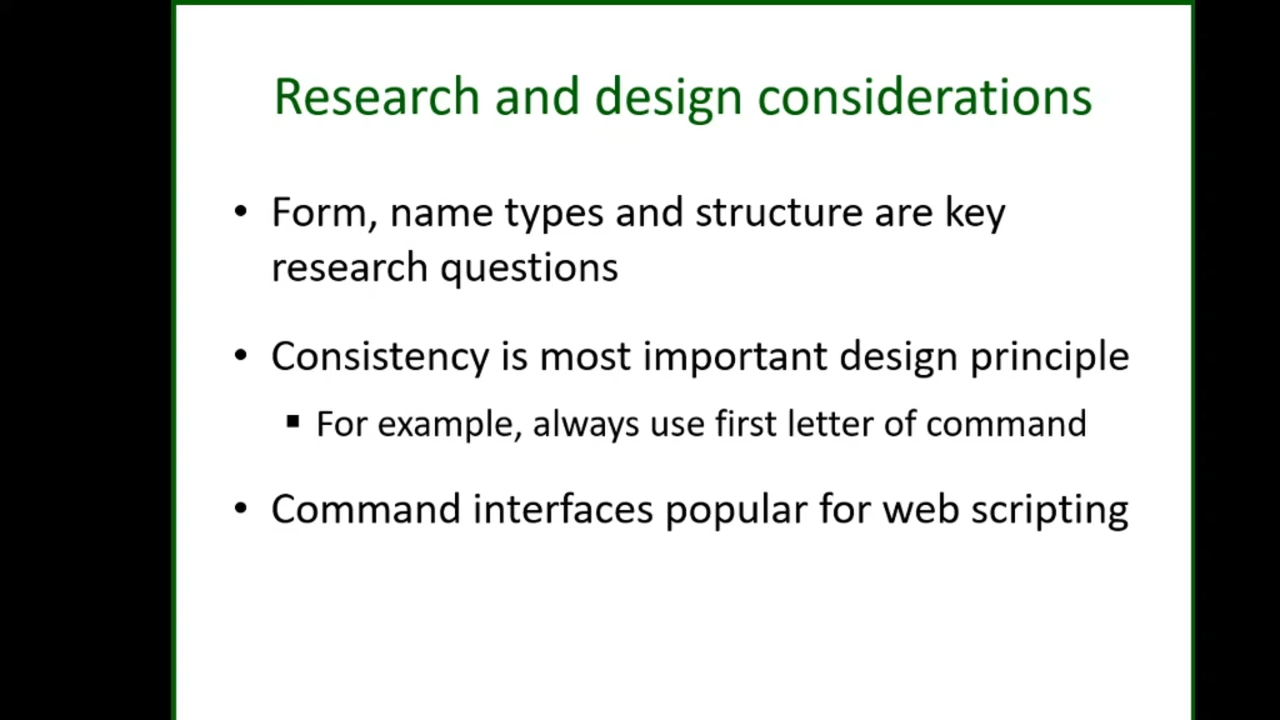 Research and design considerations
• Form, name types and structure are key
research questions
• Consistency is most important design principle
▪ For example, always use first letter of command
• Command interfaces popular for web scripting